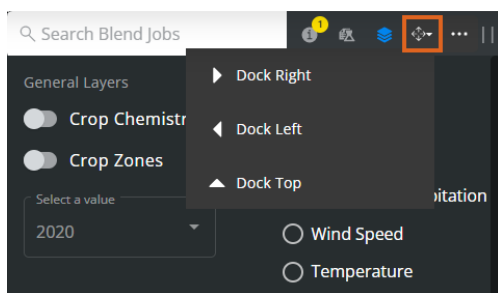 Search Blend Jobs
1
General Layers
Dock Right
Crop Chemistr
Dock Left
Crop Zones
Dock Top
Select a value
pitation
2020
Wind Speed
Temperature